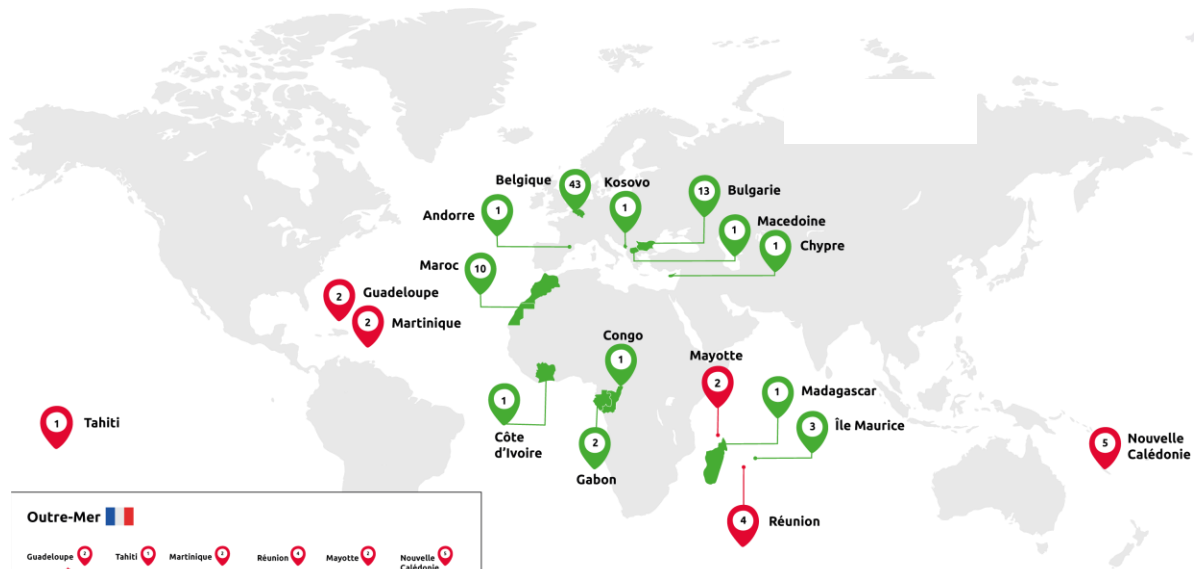 Belgique 43
Kosovo 1
13 Bulgarie
Andorre 1
1 Macedoine
1 Chypre
Maroc 10
2 Guadeloupe
2 Martinique
Congo
1
Mayotte
2
1 Madagascar
3 Île Maurice
1
Côte
d'Ivoire
2
Gabon
1 Tahiti
5 Nouvelle
Calédonie
4 Réunion
Outre-Mer
Guadeloupe 2 Tahiti 1 Martinique 2 Réunion 4 Mayotte 2 Nouvelle 5
Calédonie